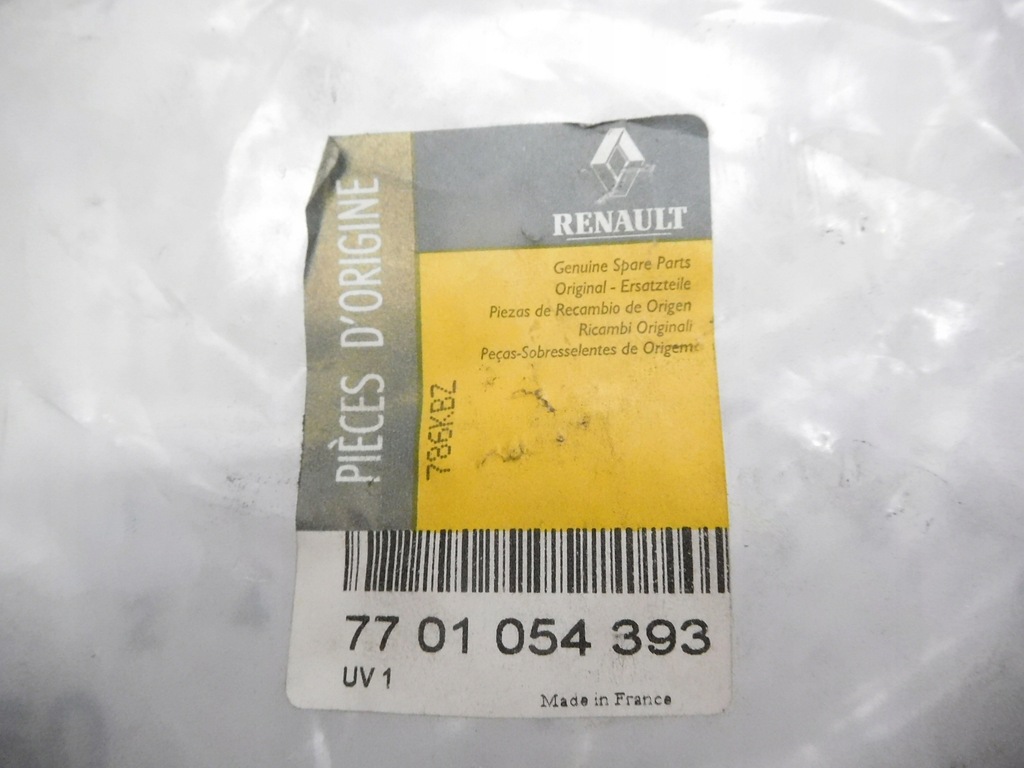 PIÈCES D'ORIGINE
RENAULT
Genuine Spare Parts
Original - Ersatzteile
Piezas de Recambio de Origen
Ricambi Originali
Peças-Sobresselentes de Origem
786KBZ
77 01 054 393
UV 1
Made in France